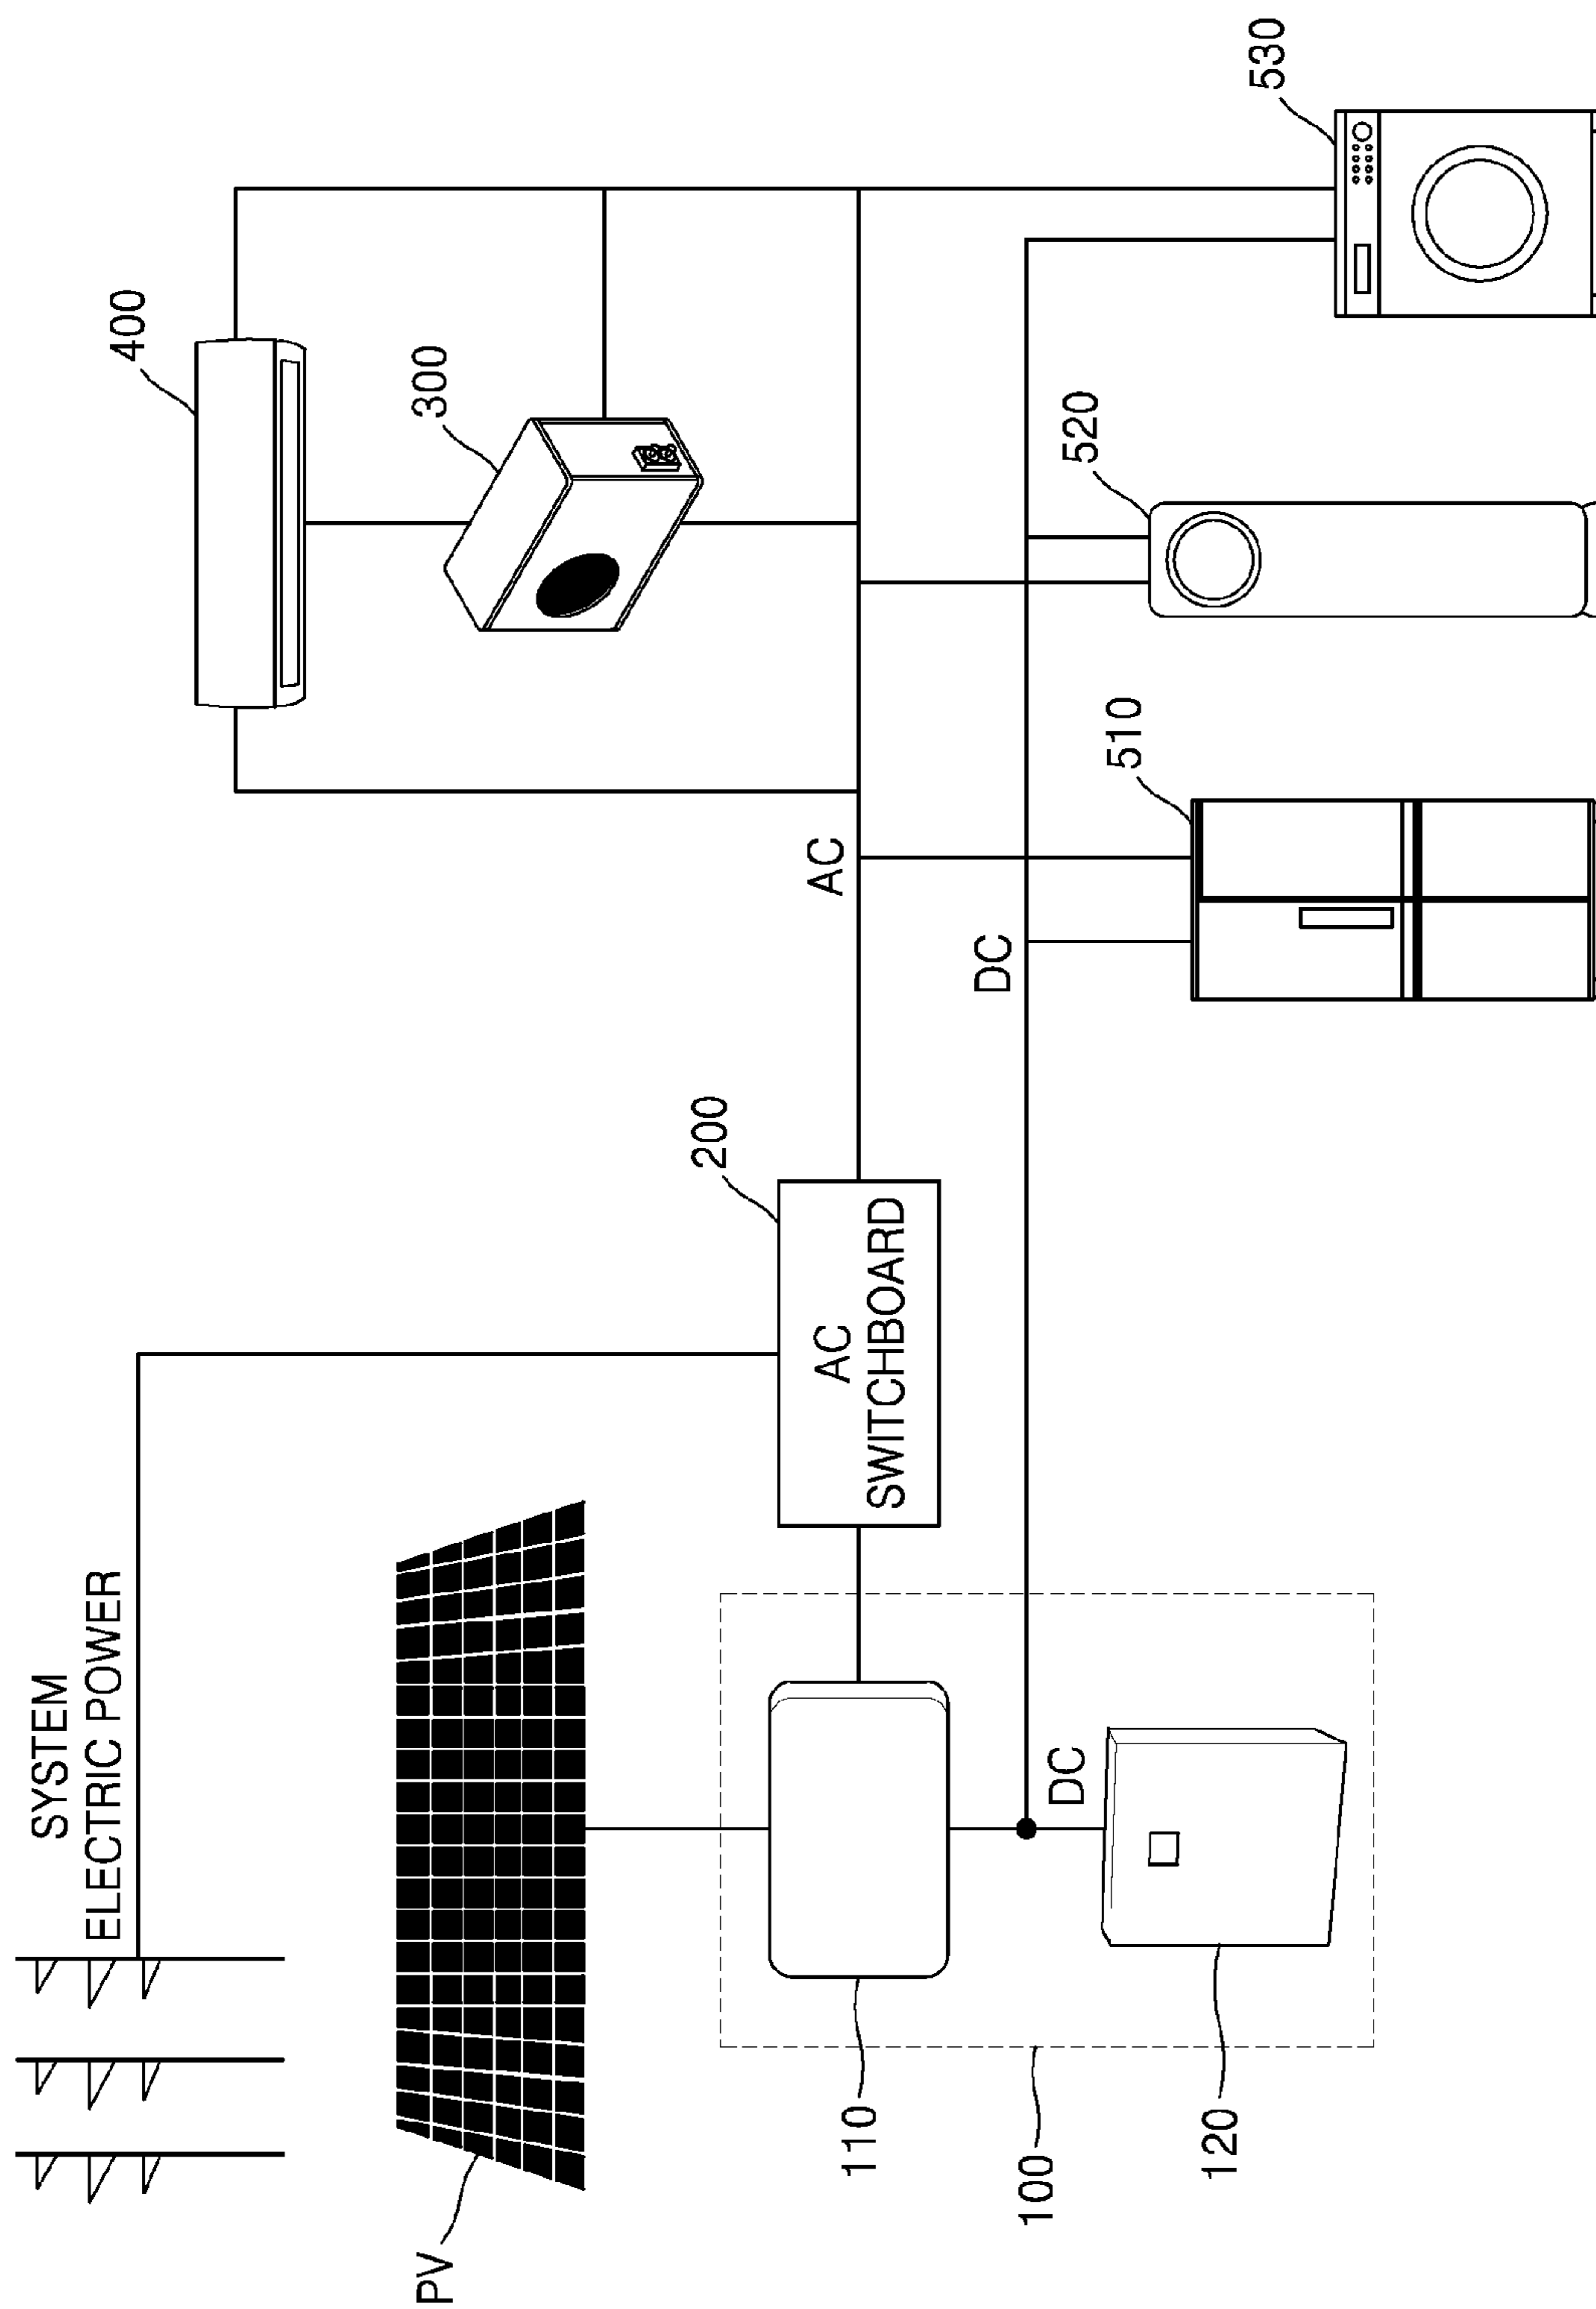 SYSTEM
ELECTRIC POWER
400
300
PV
200
AC
SWITCHBOARD
AC
DC
530
110
100
DC
120
510
520